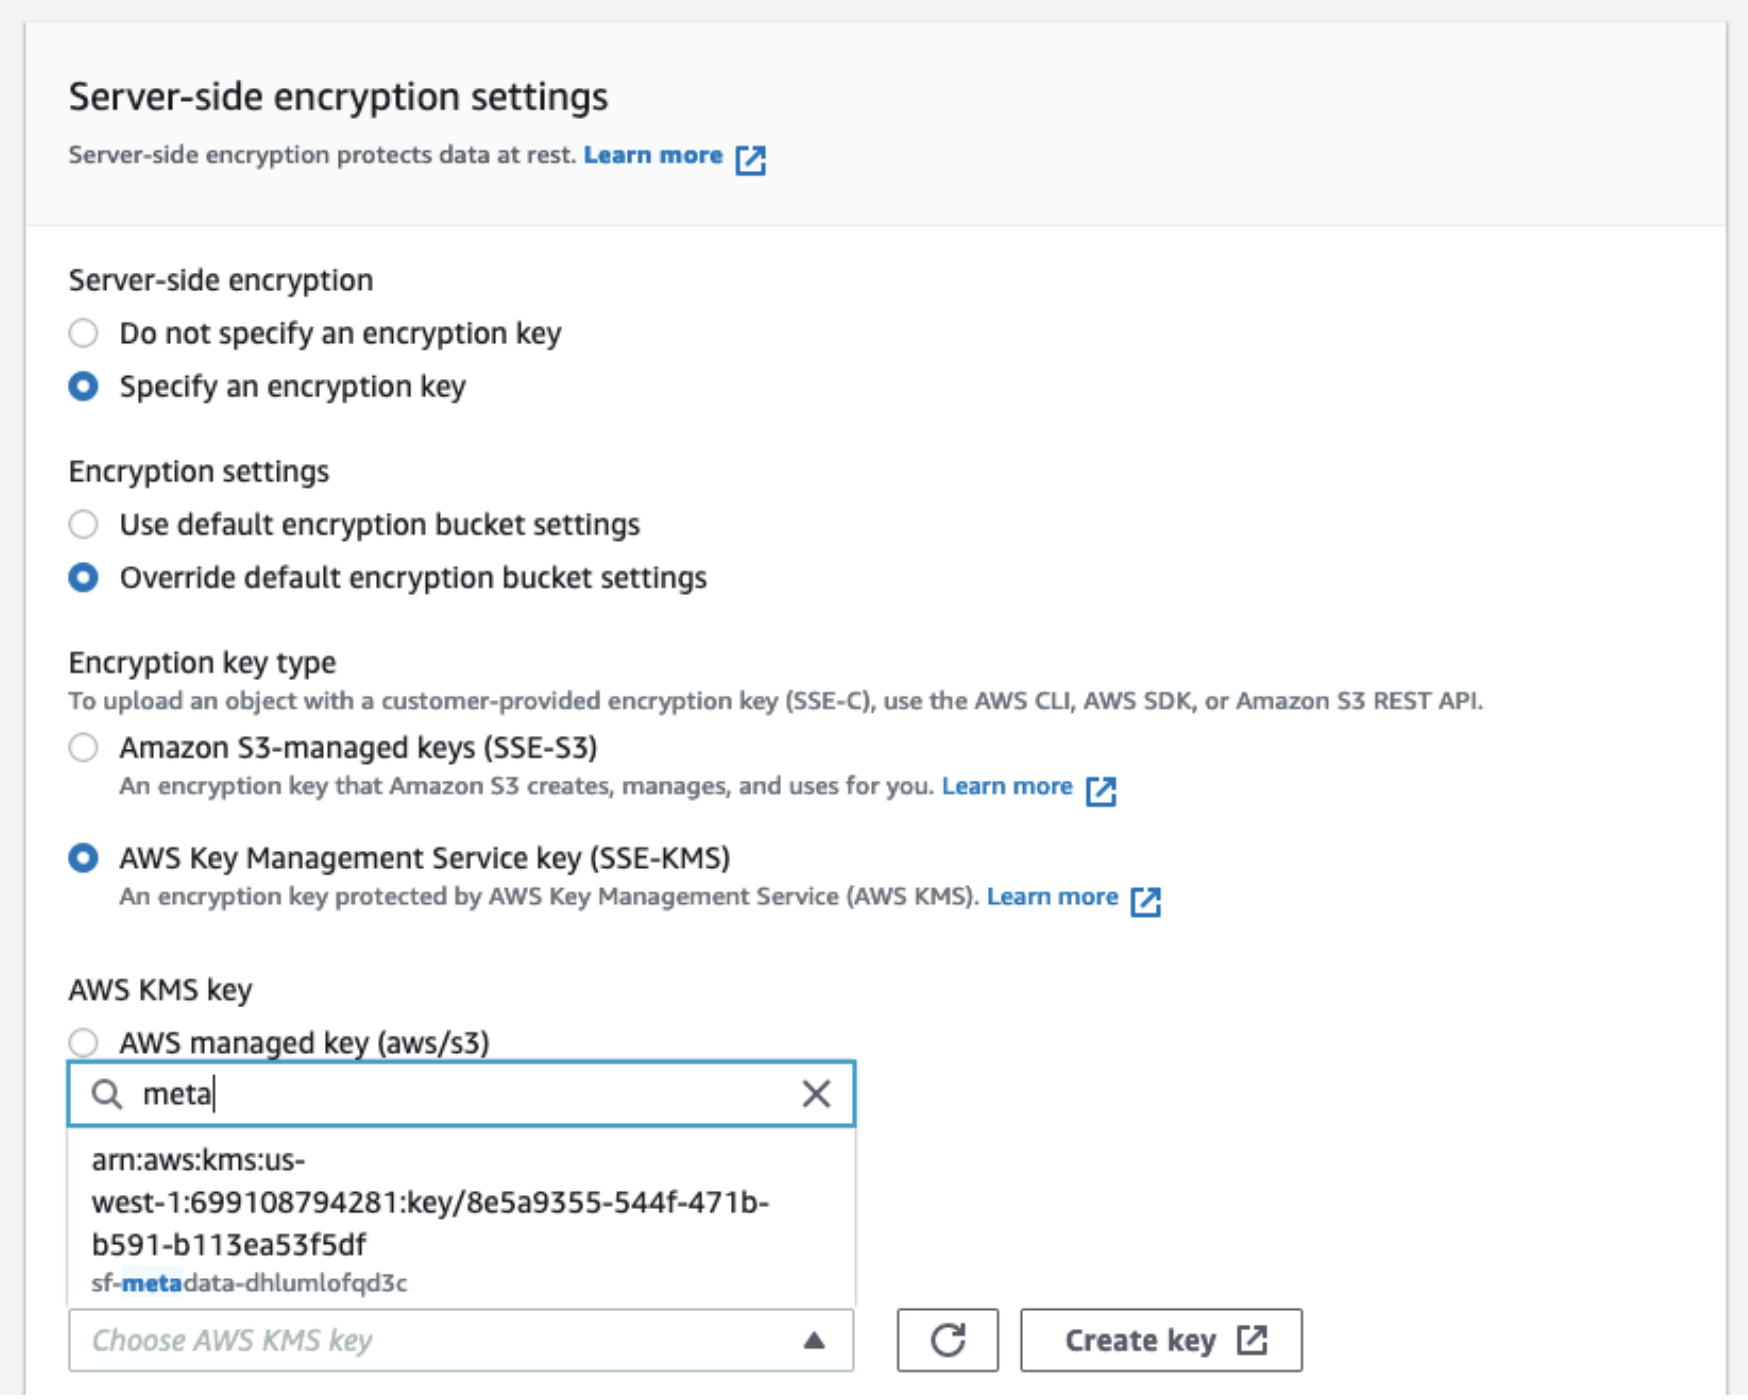 Server-side encryption settings
Server-side encryption protects data at rest. Learn more
Server-side encryption
Do not specify an encryption key
Specify an encryption key
Encryption settings
Use default encryption bucket settings
Override default encryption bucket settings
Encryption key type
To upload an object with a customer-provided encryption key (SSE-C), use the AWS CLI, AWS SDK, or Amazon S3 REST API.
Amazon S3-managed keys (SSE-S3)
An encryption key that Amazon S3 creates, manages, and uses for you. Learn more
AWS Key Management Service key (SSE-KMS)
An encryption key protected by AWS Key Management Service (AWS KMS). Learn more
AWS KMS key
AWS managed key (aws/s3)
meta
arn:aws:kms:us-
west-1:699108794281:key/8e5a9355-544f-471b-
b591-b113ea53f5df
sf-metadata-dhlumlofqd3c
Choose AWS KMS key
Create key